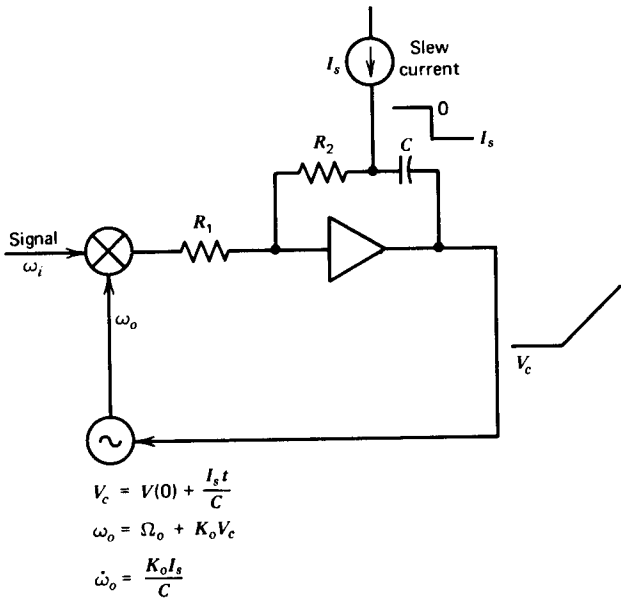 Slew
current
I_s
0
I_s
R_2
C
R_1
Signal
ω_i
ω_o
V_c
V_c = V(0) + I_s t / C
ω_o = Ω_o + K_o V_c
ω̇_o = K_o I_s / C